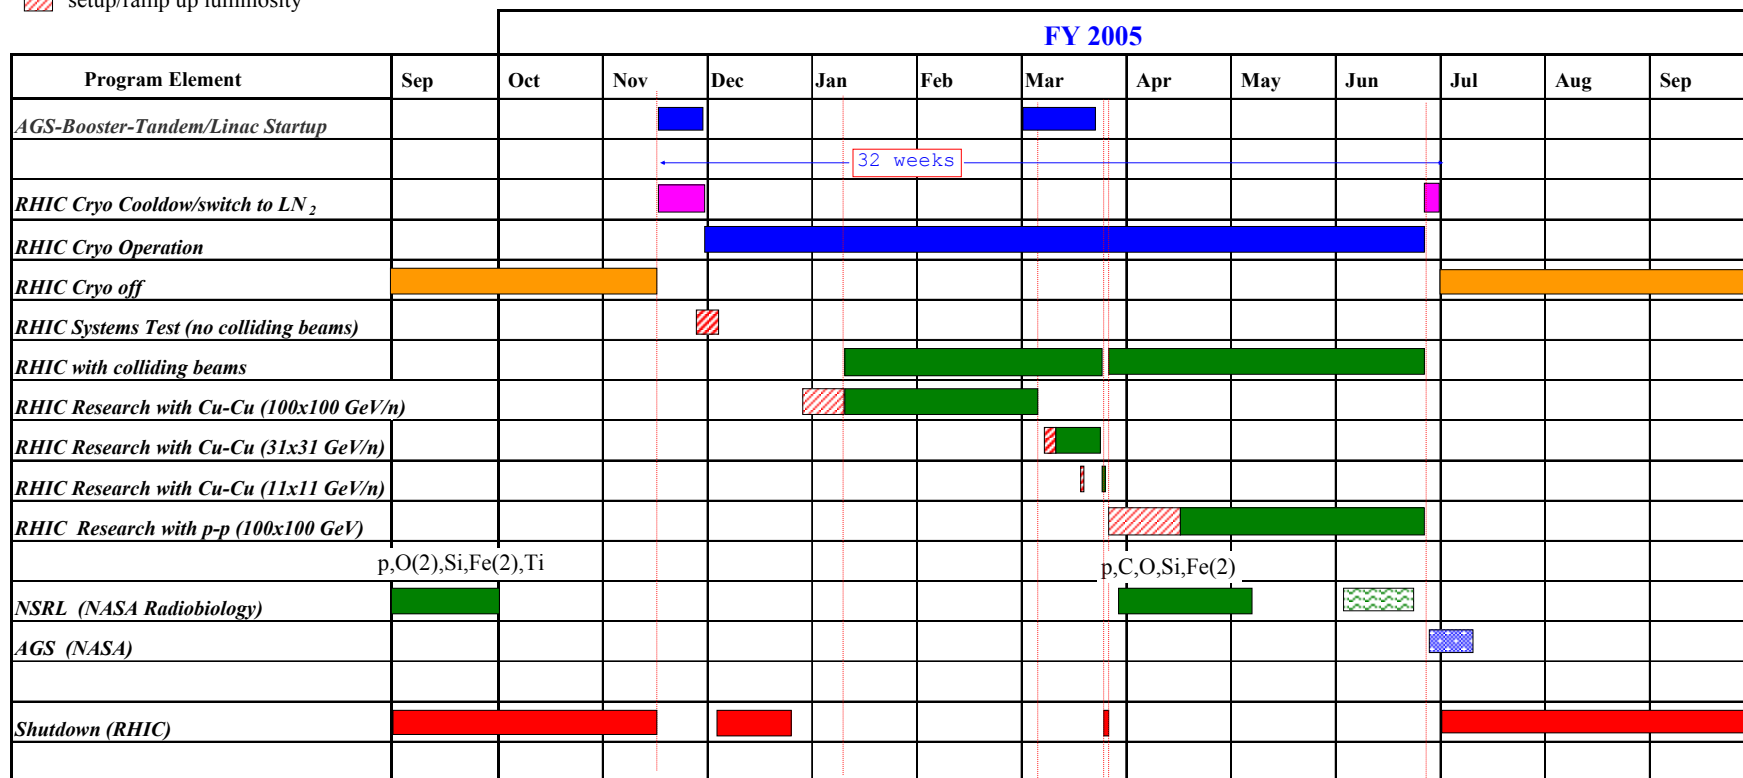 setup/ramp up luminosity
FY 2005
Program Element Sep Oct Nov Dec Jan Feb Mar Apr May Jun Jul Aug Sep
AGS-Booster-Tandem/Linac Startup
32 weeks
RHIC Cryo Cooldow/switch to LN2
RHIC Cryo Operation
RHIC Cryo off
RHIC Systems Test (no colliding beams)
RHIC with colliding beams
RHIC Research with Cu-Cu (100x100 GeV/n)
RHIC Research with Cu-Cu (31x31 GeV/n)
RHIC Research with Cu-Cu (11x11 GeV/n)
RHIC Research with p-p (100x100 GeV)
p,O(2),Si,Fe(2),Ti p,C,O,Si,Fe(2)
NSRL (NASA Radiobiology)
AGS (NASA)
Shutdown (RHIC)